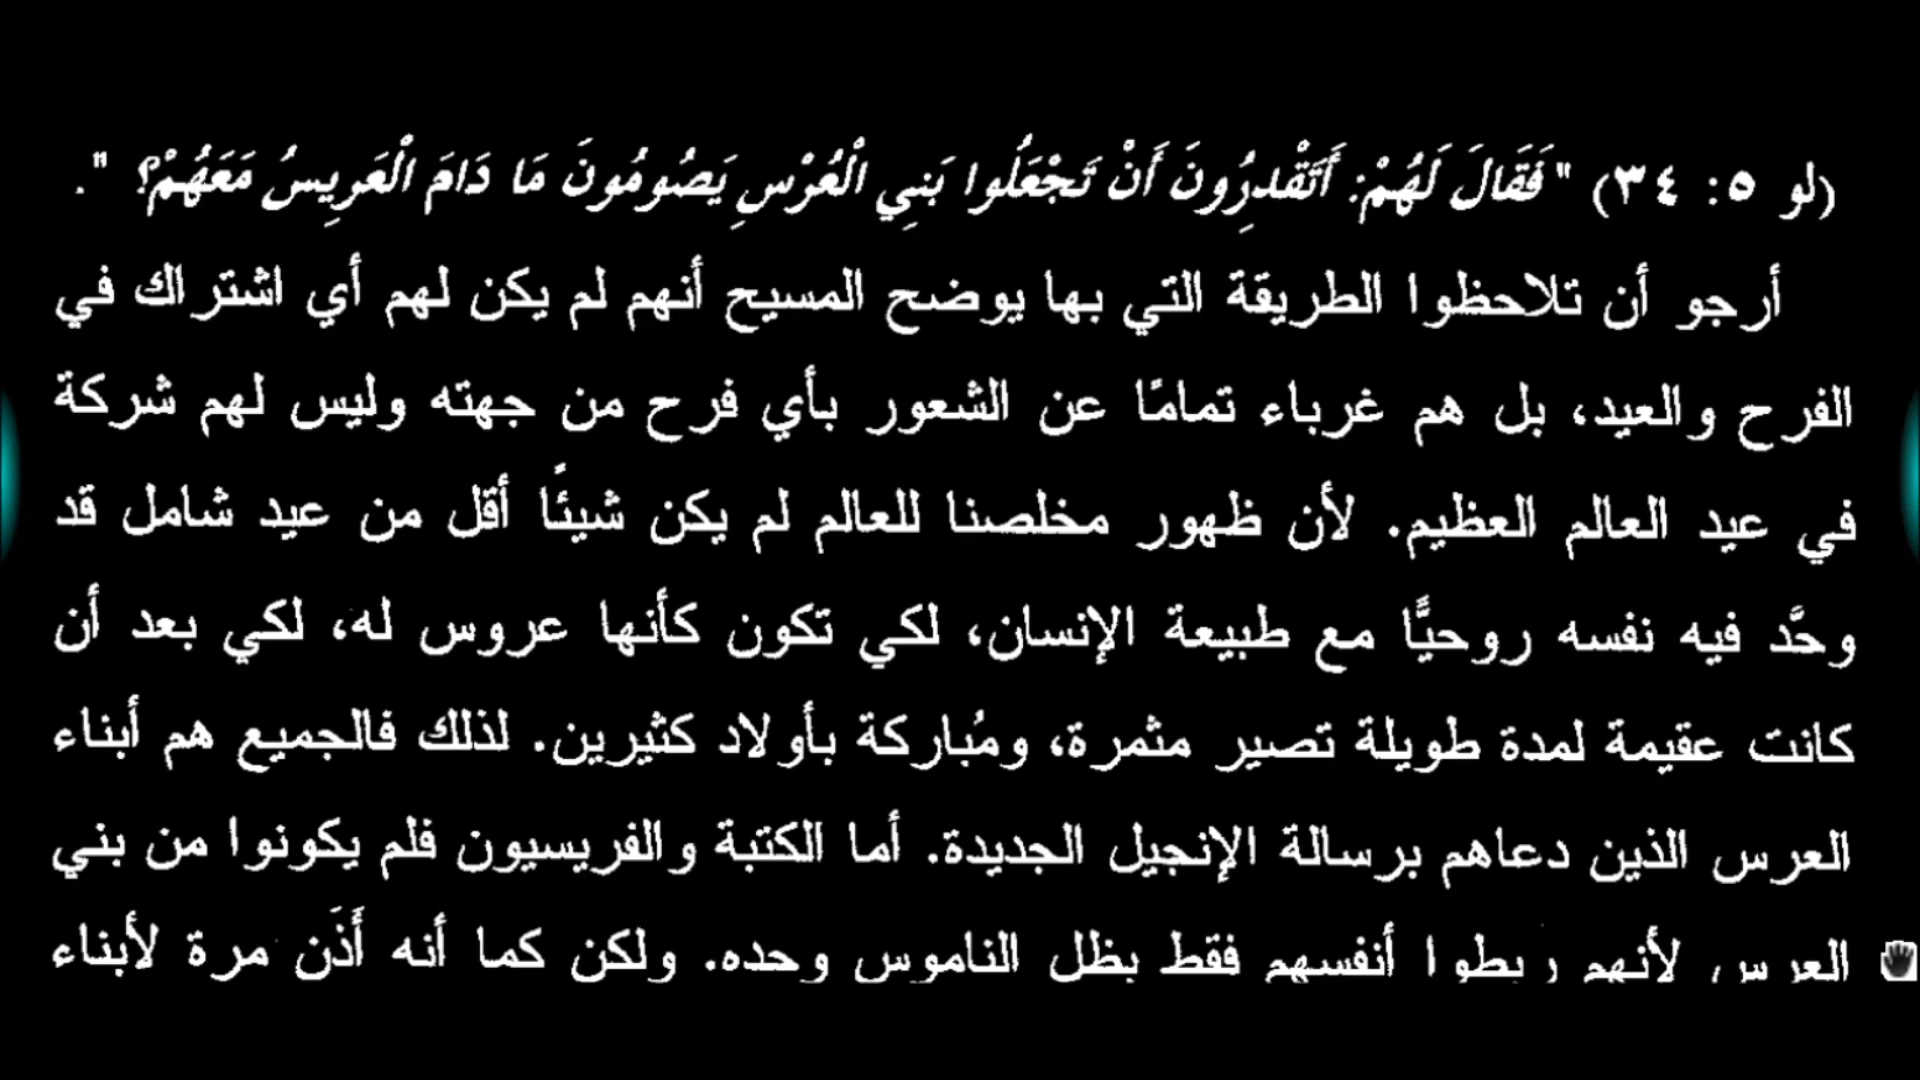 (لو ٥: ٣٤) "فَقَالَ لَهُمْ: أَتَقْدِرُونَ أَنْ تَجْعَلُوا بَنِي الْعُرْسِ يَصُومُونَ مَا دَامَ الْعَرِيسُ مَعَهُمْ؟ ".
أرجو أن تلاحظوا الطريقة التي بها يوضح المسيح أنهم لم يكن لهم أي اشتراك في
الفرح والعيد، بل هم غرباء تمامًا عن الشعور بأي فرح من جهته وليس لهم شركة
في عيد العالم العظيم. لأن ظهور مخلصنا للعالم لم يكن شيئًا أقل من عيد شامل قد
وحَّد فيه نفسه روحيًّا مع طبيعة الإنسان، لكي تكون كأنها عروس له، لكي بعد أن
كانت عقيمة لمدة طويلة تصير مثمرة، ومُباركة بأولاد كثيرين. لذلك فالجميع هم أبناء
العرس الذين دعاهم برسالة الإنجيل الجديدة. أما الكتبة والفريسيون فلم يكونوا من بني
العرس لأنهم ربطوا أنفسهم فقط بظل الناموس وحده. ولكن كما أنه أَذَن مرة لأبناء